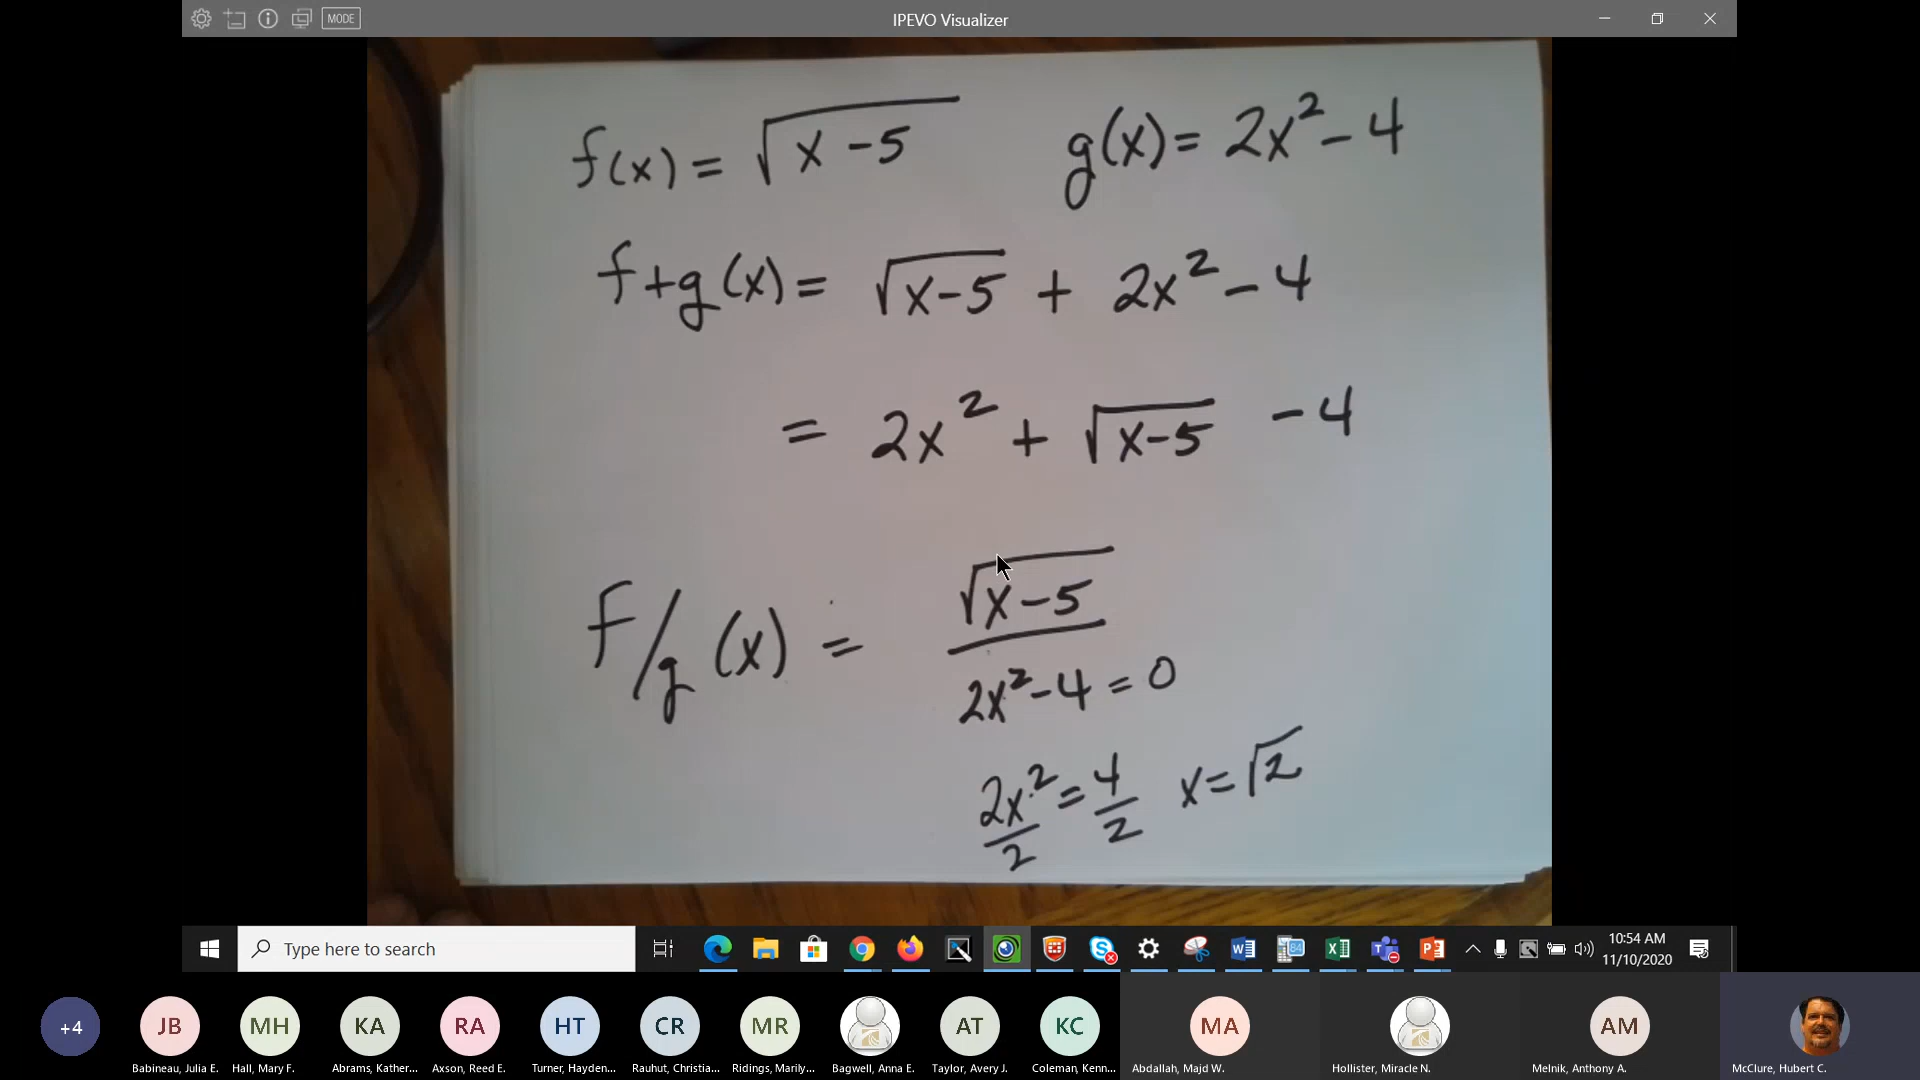 MODE
IPEVO Visualizer
f(x) = √x-5    g(x) = 2x² - 4
f+g(x) = √x-5 + 2x² - 4
= 2x² + √x-5 - 4
f/g (x) = √x-5 / 2x² - 4 = 0
2x²/2 = 4/2  x = √2
Type here to search
84
10:54 AM
11/10/2020
+4
JB
MH
KA
RA
HT
CR
MR
AT
KC
MA
AM
Babineau, Julia E.
Hall, Mary F.
Abrams, Kather...
Axson, Reed E.
Turner, Hayden...
Rauhut, Christia...
Ridings, Marily...
Bagwell, Anna E.
Taylor, Avery J.
Coleman, Kenn...
Abdallah, Majd W.
Hollister, Miracle N.
Melnik, Anthony A.
McClure, Hubert C.